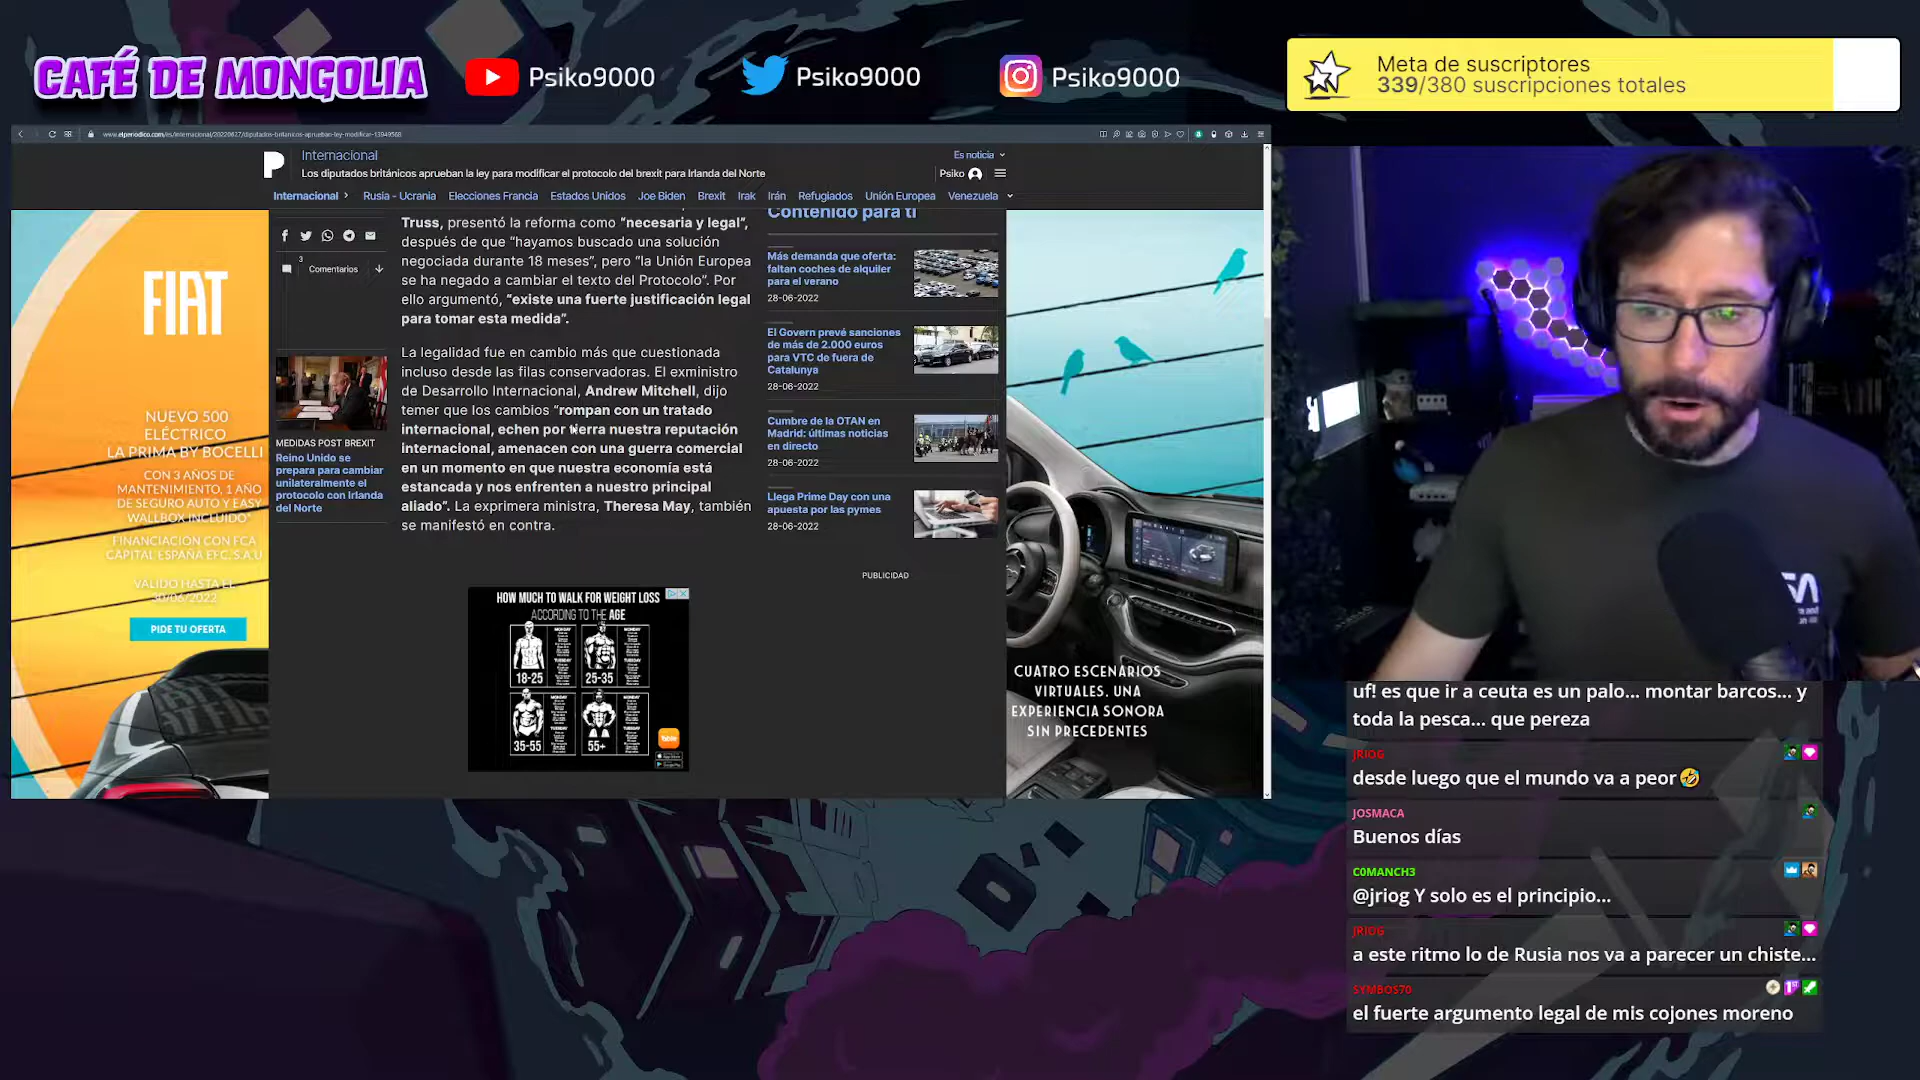 CAFÉ DE MONGOLIA
Psiko9000
Psiko9000
Psiko9000
Meta de suscriptores
339/380 suscripciones totales
Internacional
Los diputados británicos aprueban la ley para modificar el protocolo del brexit para Irlanda del Norte
Es noticia
Psiko
Internacional
Rusia - Ucrania
Elecciones Francia
Estados Unidos
Joe Biden
Brexit
Irak
Irán
Refugiados
Unión Europea
Venezuela
3
Comentarios
MEDIDAS POST BREXIT
Reino Unido se
prepara para cambiar
unilateralmente el
protocolo con Irlanda
del Norte
Truss, presentó la reforma como “necesaria y legal”,
después de que “hayamos buscado una solución
negociada durante 18 meses”, pero “la Unión Europea
se ha negado a cambiar el texto del Protocolo”. Por
ello argumentó, “existe una fuerte justificación legal
para tomar esta medida”.
La legalidad fue en cambio más que cuestionada
incluso desde las filas conservadoras. El exministro
de Desarrollo Internacional, Andrew Mitchell, dijo
temer que los cambios “rompan con un tratado
internacional, echen por tierra nuestra reputación
internacional, amenacen con una guerra comercial
en un momento en que nuestra economía está
estancada y nos enfrenten a nuestro principal
aliado”. La exprimera ministra, Theresa May, también
se manifestó en contra.
Contenido para ti
Más demanda que oferta:
faltan coches de alquiler
para el verano
28-06-2022
El Govern prevé sanciones
de más de 2.000 euros
para VTC de fuera de
Catalunya
28-06-2022
Cumbre de la OTAN en
Madrid: últimas noticias
en directo
28-06-2022
Llega Prime Day con una
apuesta por las pymes
28-06-2022
PUBLICIDAD
FIAT
NUEVO 500
ELÉCTRICO
LA PRIMA BY BOCELLI
CON 3 AÑOS DE
MANTENIMIENTO, 1 AÑO
DE SEGURO AUTO Y EASY
WALLBOX INCLUIDO*
FINANCIACIÓN CON FCA
CAPITAL ESPAÑA EFC, S.A.U
VÁLIDO HASTA EL
30/06/2022
PIDE TU OFERTA
HOW MUCH TO WALK FOR WEIGHT LOSS
ACCORDING TO THE AGE
18-25
25-35
35-55
55+
CUATRO ESCENARIOS
VIRTUALES. UNA
EXPERIENCIA SONORA
SIN PRECEDENTES
uf! es que ir a ceuta es un palo... montar barcos... y
toda la pesca... que pereza
JRIOG
desde luego que el mundo va a peor🤣
JOSMACA
Buenos días
C0MANCH3
@jriog Y solo es el principio...
JRIOG
a este ritmo lo de Rusia nos va a parecer un chiste...
SYMBOS70
el fuerte argumento legal de mis cojones moreno